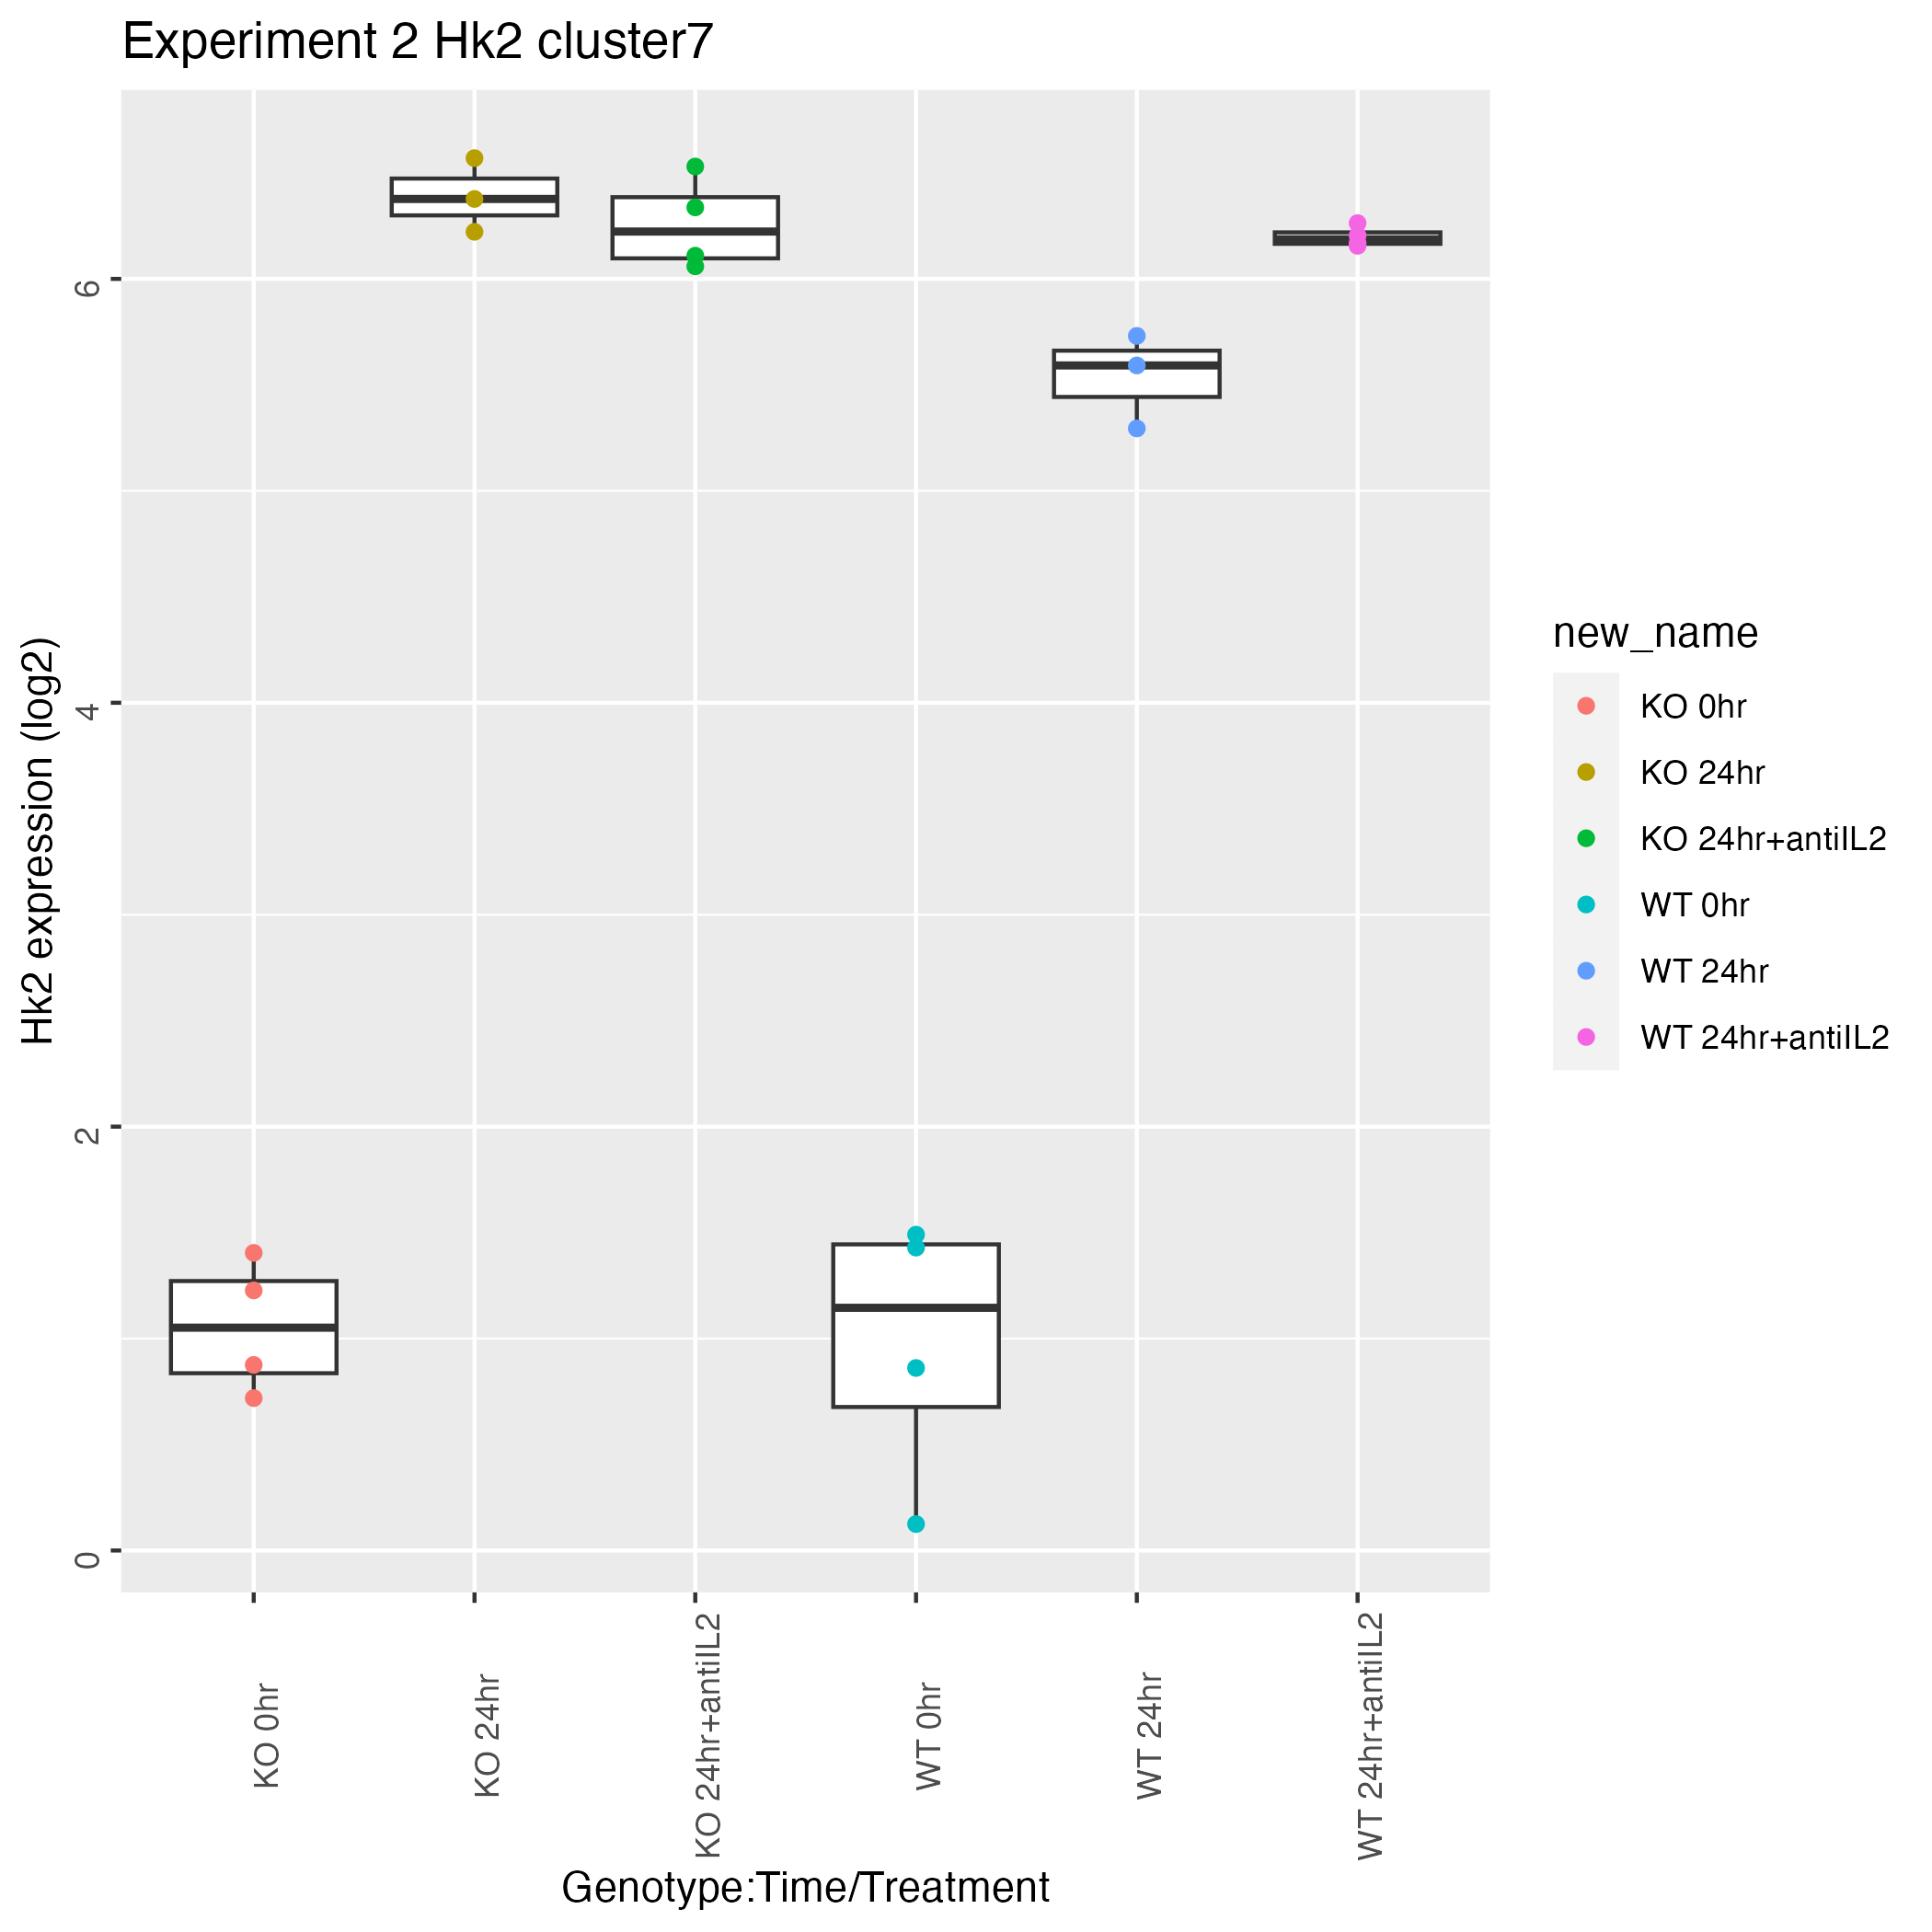 Experiment 2 Hk2 cluster7
Hk2 expression (log2)
6
4
2
0
KO 0hr
KO 24hr
KO 24hr+antiIL2
WT 0hr
WT 24hr
WT 24hr+antiIL2
Genotype:Time/Treatment
new_name
KO 0hr
KO 24hr
KO 24hr+antiIL2
WT 0hr
WT 24hr
WT 24hr+antiIL2